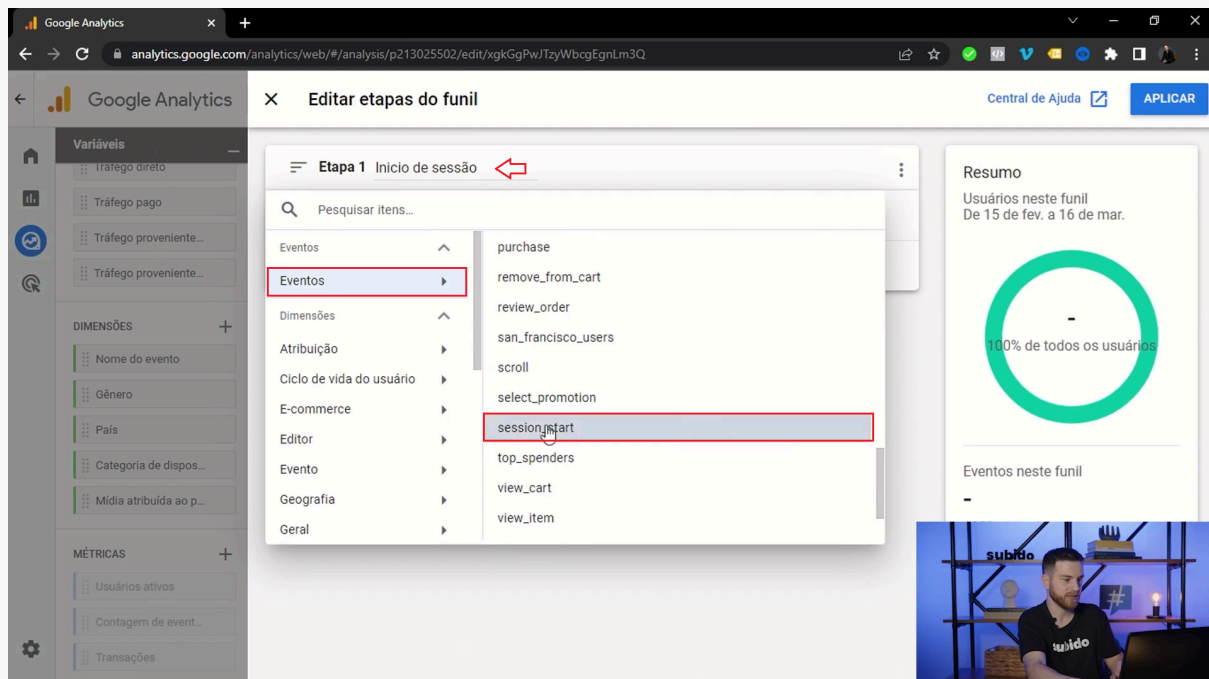 Google Analytics
analytics.google.com/analytics/web/#/analysis/p213025502/edit/xgkGgPwJTzyWbcgEgnLm3Q
Google Analytics
Editar etapas do funil
Central de Ajuda
APLICAR
Variáveis
Tráfego direto
Tráfego pago
Tráfego proveniente...
Tráfego proveniente...
DIMENSÕES
Nome do evento
Gênero
País
Categoria de dispos...
Mídia atribuída ao p...
MÉTRICAS
Usuários ativos
Contagem de event...
Transações
Etapa 1 Inicio de sessão
Pesquisar itens...
Eventos
Eventos
Dimensões
Atribuição
Ciclo de vida do usuário
E-commerce
Editor
Evento
Geografia
Geral
purchase
remove_from_cart
review_order
san_francisco_users
scroll
select_promotion
session_start
top_spenders
view_cart
view_item
Resumo
Usuários neste funil
De 15 de fev. a 16 de mar.
-
100% de todos os usuários
Eventos neste funil
-
subido
#
subido